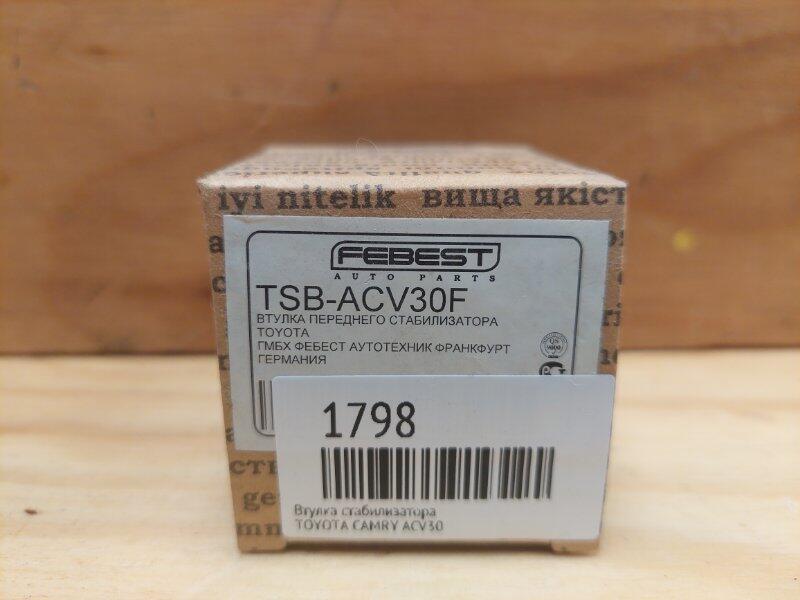 iyi nitelik вища якіст
FEBEST
AUTO PARTS
TSB-ACV30F
ВТУЛКА ПЕРЕДНЕГО СТАБИЛИЗАТОРА
TOYOTA
ГМБХ ФЕБЕСТ АУТОТЕХНИК ФРАНКФУРТ
ГЕРМАНИЯ
1798
Втулка стабилизатора
TOYOTA CAMRY ACV30